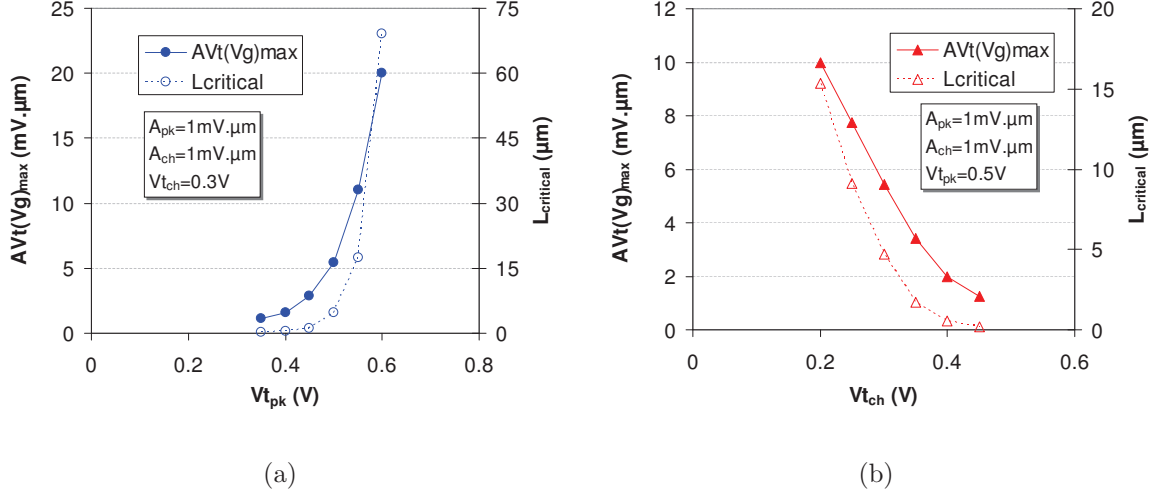 25
20
15
10
5
0
75
60
45
30
15
0
0
0.2
0.4
0.6
0.8
AVt(Vg)max (mV.µm)
Lcritical (µm)
Vtpk (V)
AVt(Vg)max
Lcritical
Apk=1mV.µm
Ach=1mV.µm
Vtch=0.3V
(a)
12
10
8
6
4
2
0
20
15
10
5
0
0
0.2
0.4
0.6
AVt(Vg)max (mV.µm)
Lcritical (µm)
Vtch (V)
AVt(Vg)max
Lcritical
Apk=1mV.µm
Ach=1mV.µm
Vtpk=0.5V
(b)